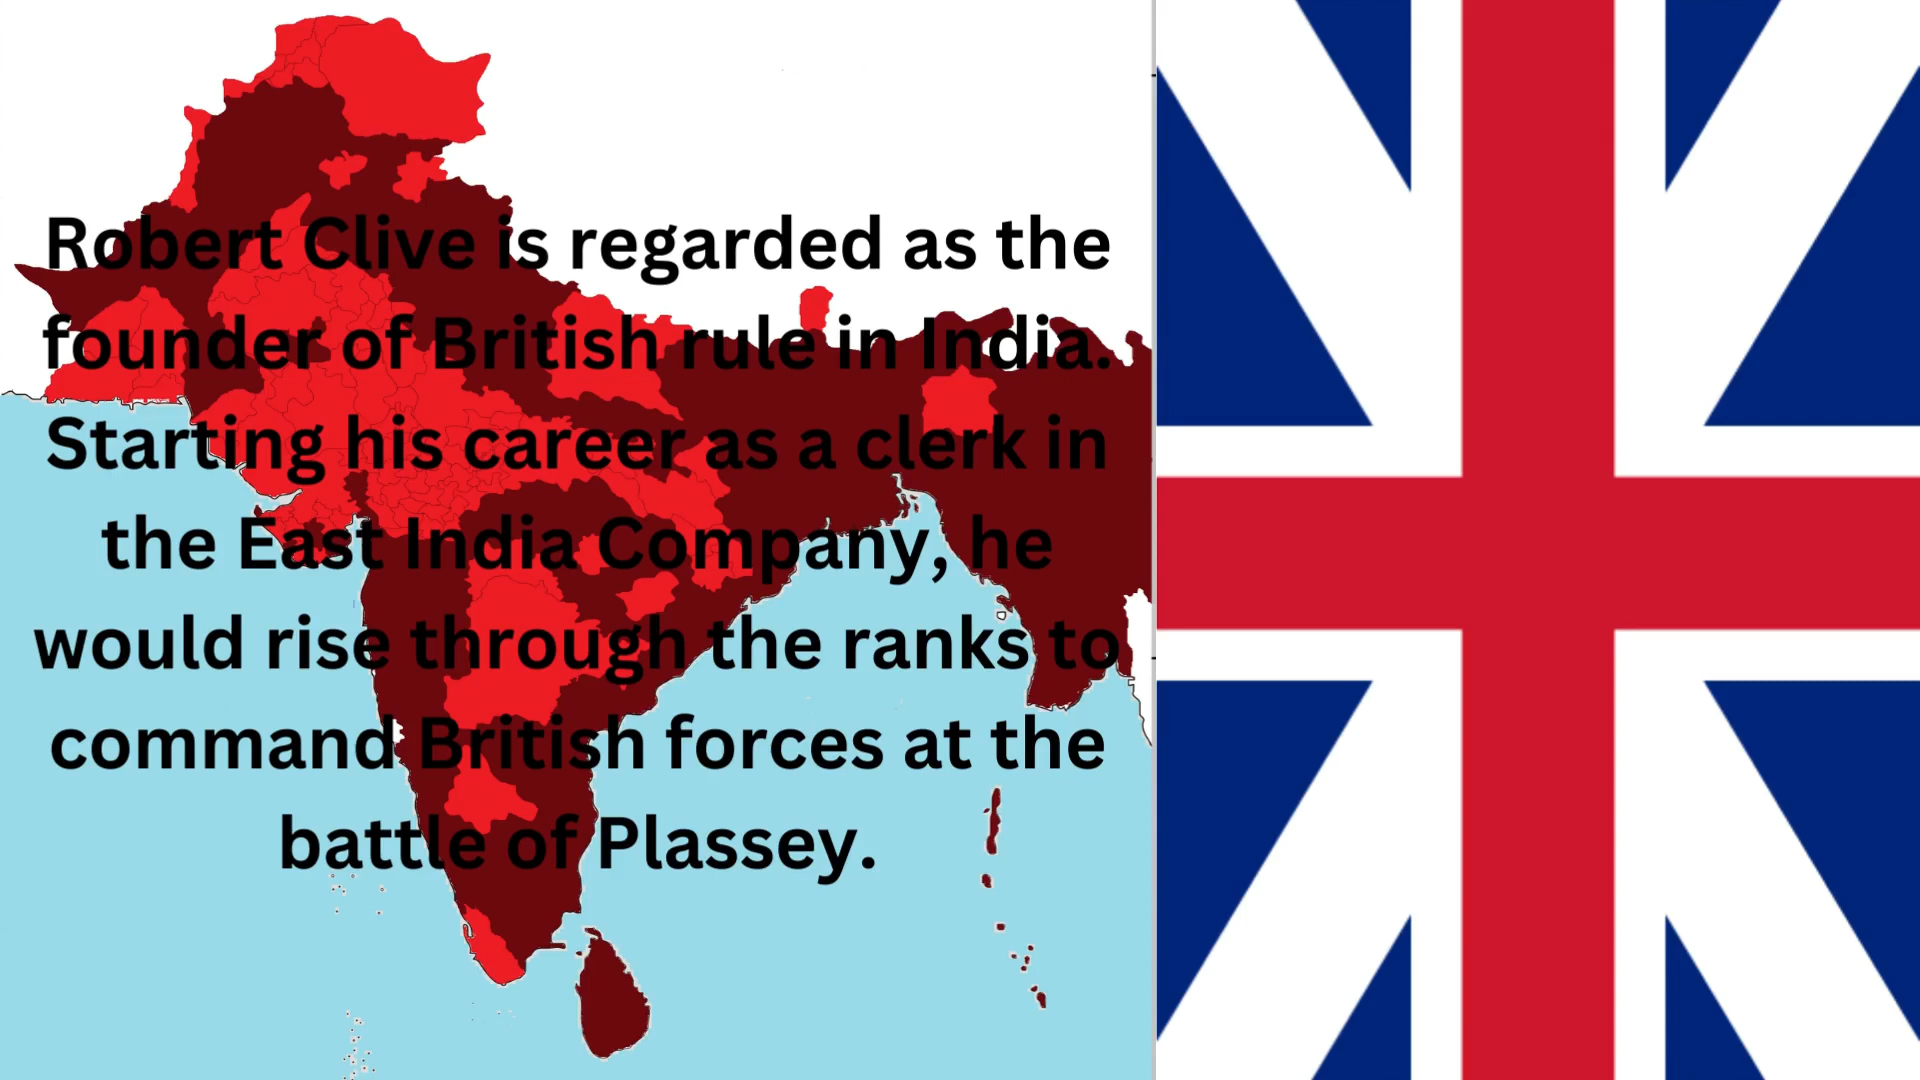 Robert Clive is regarded as the
founder of British rule in India.
Starting his career as a clerk in
the East India Company, he
would rise through the ranks to
command British forces at the
battle of Plassey.